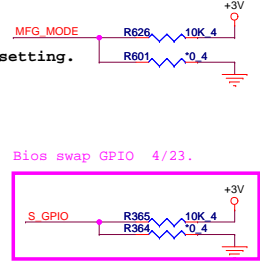 +3V
MFG_MODE R626 10K_4
setting. R601 *0_4
Bios swap GPIO 4/23.
+3V
S_GPIO R365 10K_4
R364 *0_4